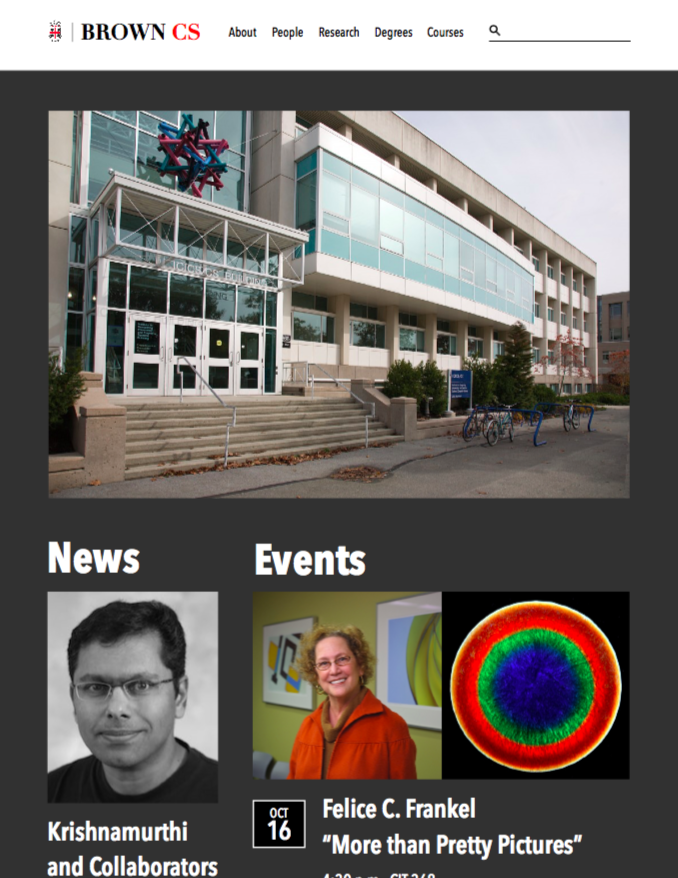 BROWN CS
About People Research Degrees Courses
News
Events
Krishnamurthi
and Collaborators
OCT
16
Felice C. Frankel
“More than Pretty Pictures”